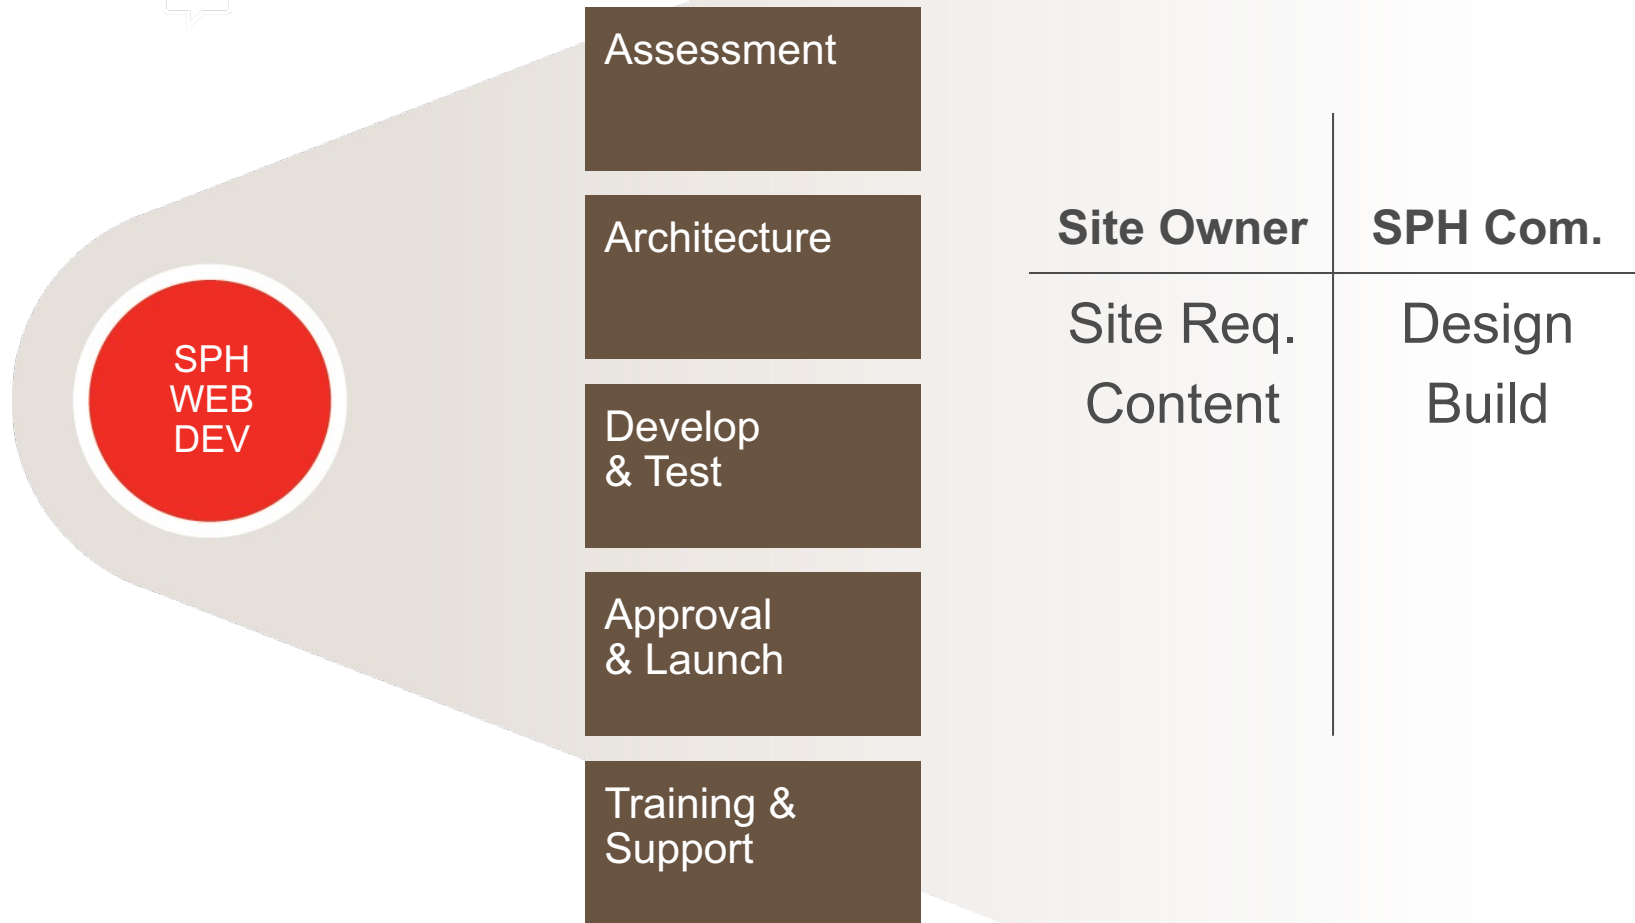 SPH
WEB
DEV
Assessment
Architecture
Develop
& Test
Approval
& Launch
Training &
Support
Site Owner
SPH Com.
Site Req.
Design
Content
Build